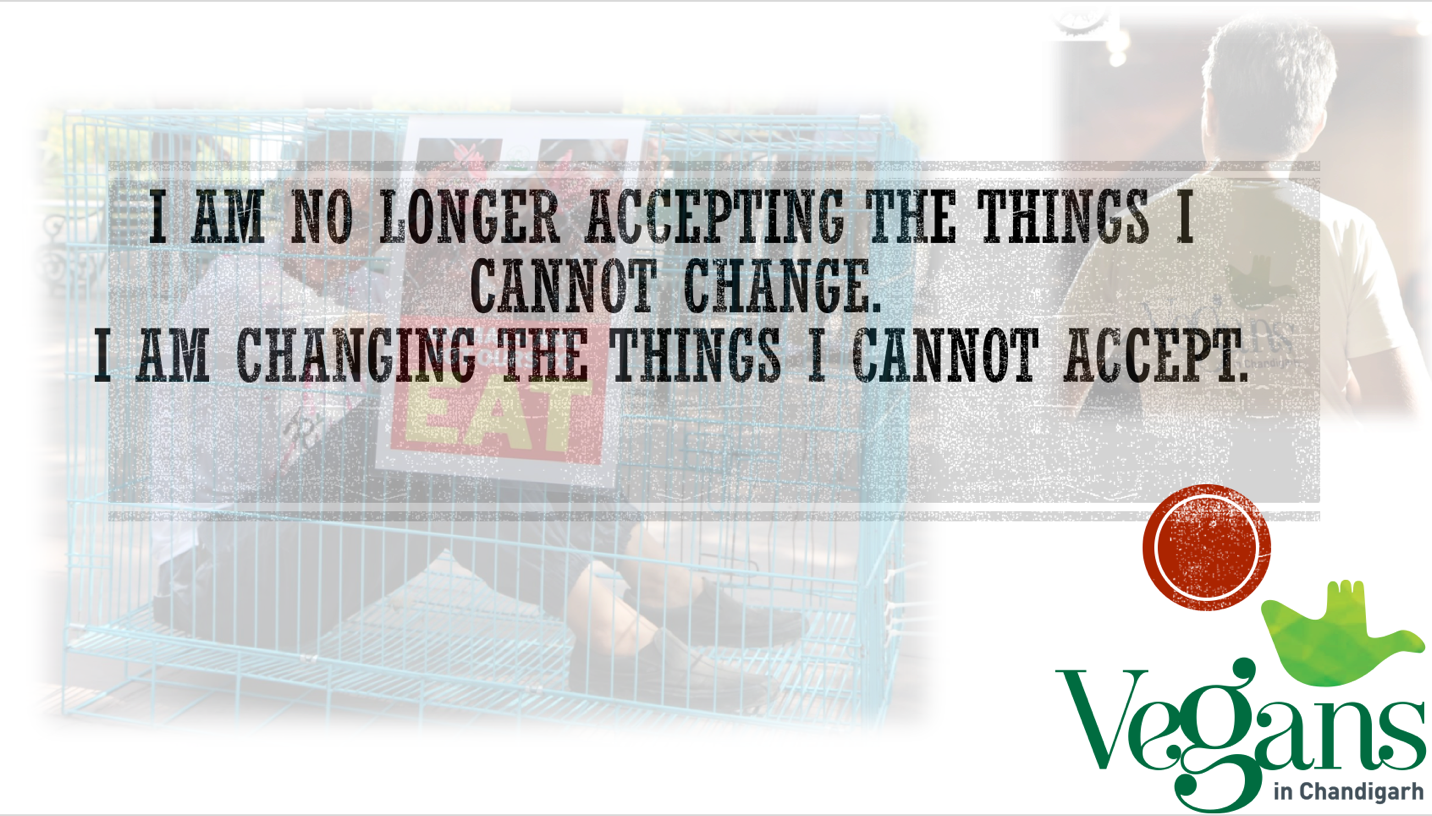 I AM NO LONGER ACCEPTING THE THINGS I
CANNOT CHANGE.
I AM CHANGING THE THINGS I CANNOT ACCEPT.
EAT
Vegans
in Chandigarh